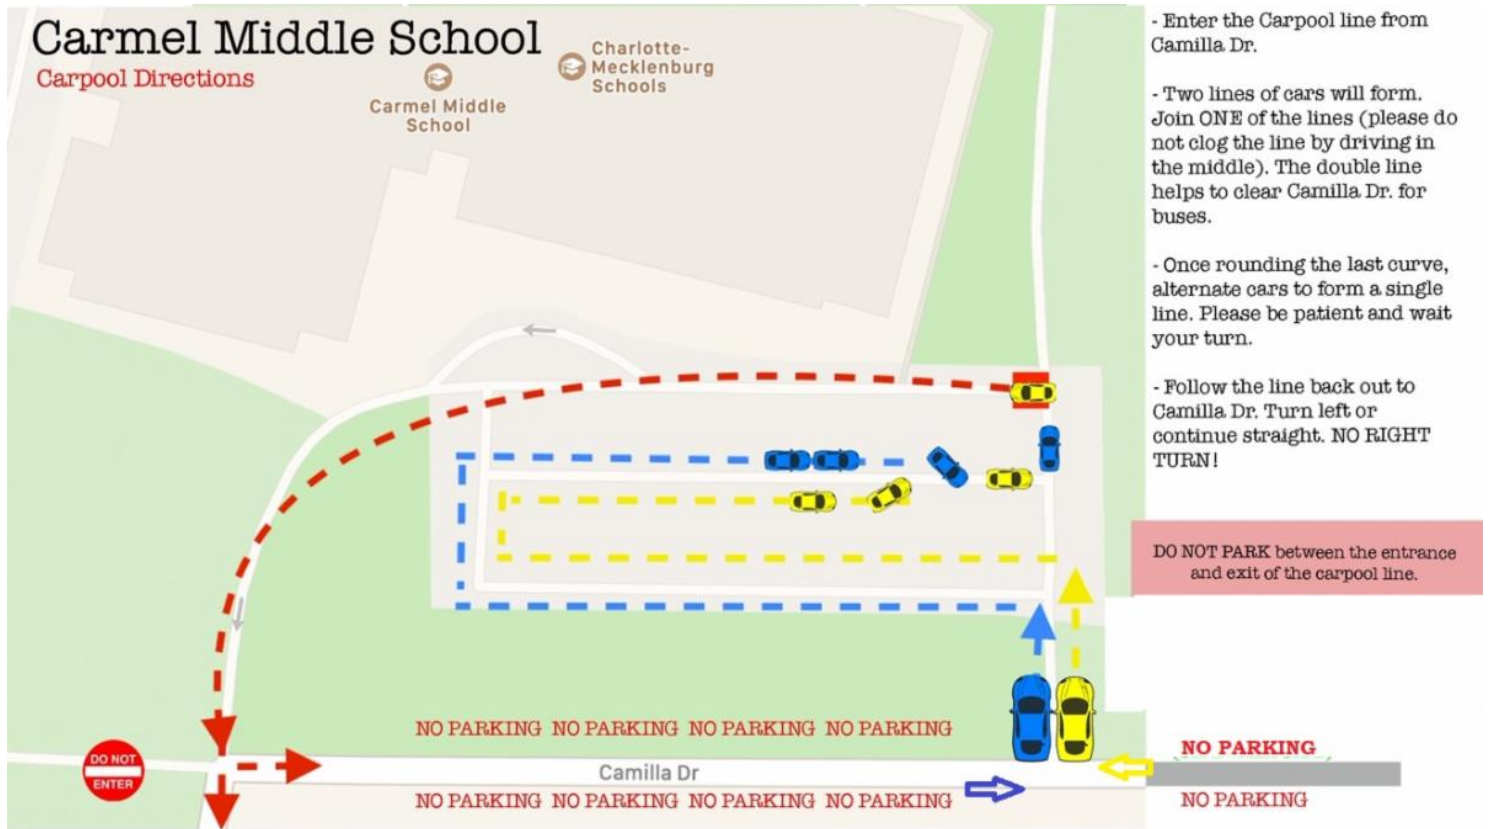 Carmel Middle School
Carpool Directions
Carmel Middle
School
Charlotte-
Mecklenburg
Schools
- Enter the Carpool line from
Camilla Dr.
- Two lines of cars will form.
Join ONE of the lines (please do
not clog the line by driving in
the middle). The double line
helps to clear Camilla Dr. for
buses.
- Once rounding the last curve,
alternate cars to form a single
line. Please be patient and wait
your turn.
- Follow the line back out to
Camilla Dr. Turn left or
continue straight. NO RIGHT
TURN!
DO NOT PARK between the entrance
and exit of the carpool line.
NO PARKING NO PARKING NO PARKING NO PARKING
NO PARKING
DO NOT
ENTER
Camilla Dr
NO PARKING NO PARKING NO PARKING NO PARKING
NO PARKING